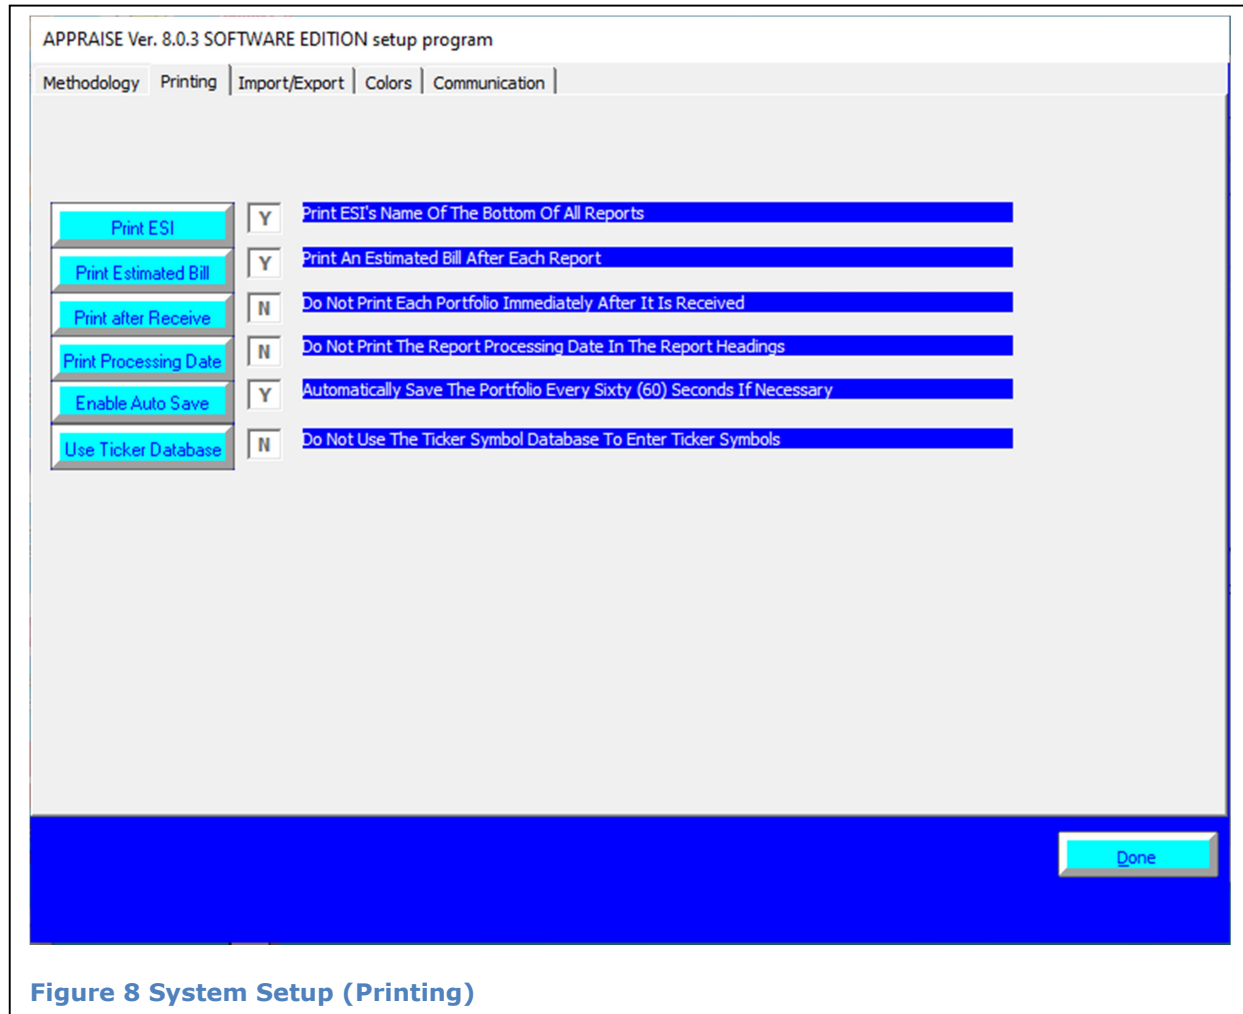 APPRAISE Ver. 8.0.3 SOFTWARE EDITION setup program
Methodology Printing Import/Export Colors Communication
Print ESI Y Print ESI's Name Of The Bottom Of All Reports
Print Estimated Bill Y Print An Estimated Bill After Each Report
Print after Receive N Do Not Print Each Portfolio Immediately After It Is Received
Print Processing Date N Do Not Print The Report Processing Date In The Report Headings
Enable Auto Save Y Automatically Save The Portfolio Every Sixty (60) Seconds If Necessary
Use Ticker Database N Do Not Use The Ticker Symbol Database To Enter Ticker Symbols
Done
Figure 8 System Setup (Printing)